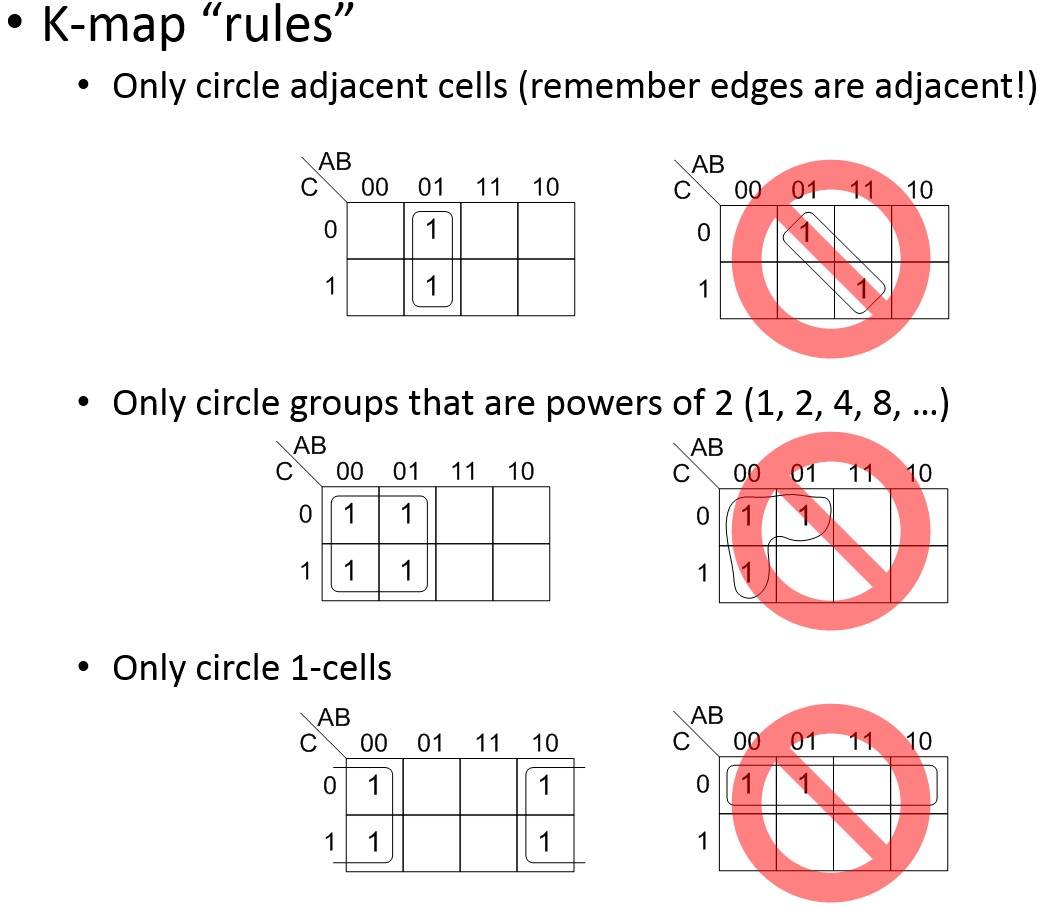 • K-map “rules”
• Only circle adjacent cells (remember edges are adjacent!)
AB AB
C 00 01 11 10 C 00 01 11 10
0 1 0 1
1 1 1 1
• Only circle groups that are powers of 2 (1, 2, 4, 8, …)
AB AB
C 00 01 11 10 C 00 01 11 10
0 1 1 0 1 1
1 1 1 1 1
• Only circle 1-cells
AB AB
C 00 01 11 10 C 00 01 11 10
0 1 1 0 1 1
1 1 1 1